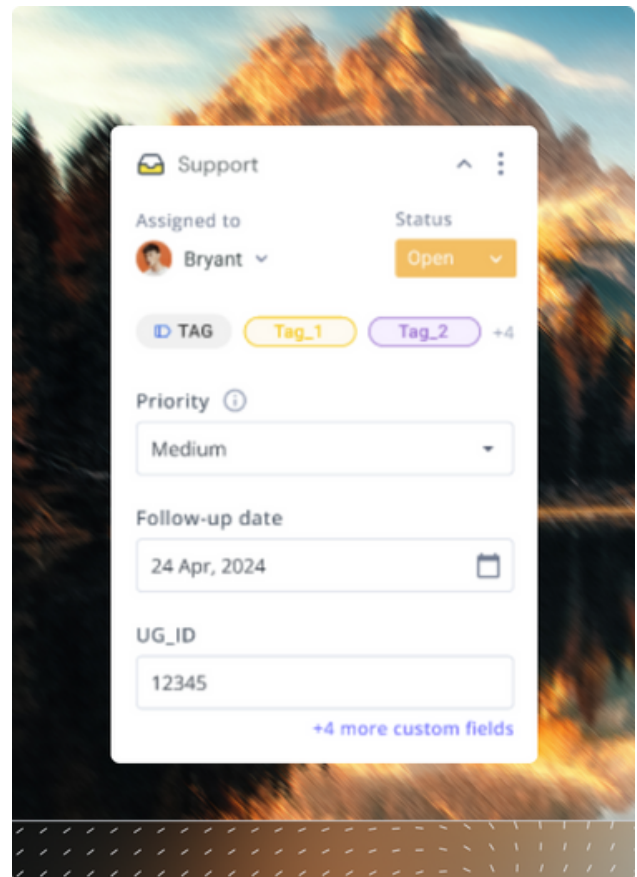 Support
Assigned to Status
Bryant Open
TAG Tag_1 Tag_2 +4
Priority
Medium
Follow-up date
24 Apr, 2024
UG_ID
12345
+4 more custom fields